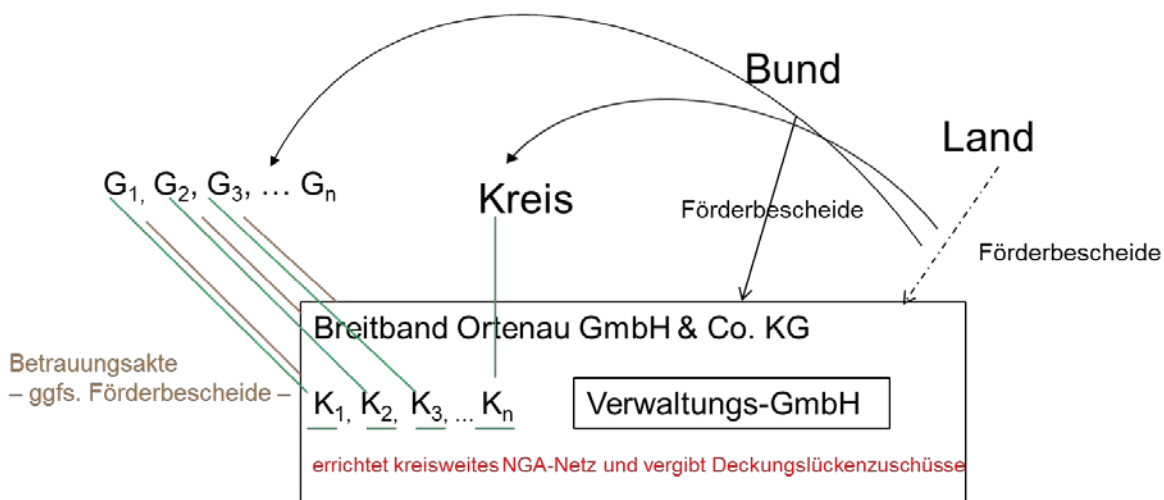 Bund
Land
G1, G2, G3, ... Gn
Kreis
Förderbescheide
Förderbescheide
Breitband Ortenau GmbH & Co. KG
Betrauungsakte
– ggfs. Förderbescheide –
K1, K2, K3, ... Kn
Verwaltungs-GmbH
errichtet kreisweites NGA-Netz und vergibt Deckungslückenzuschüsse